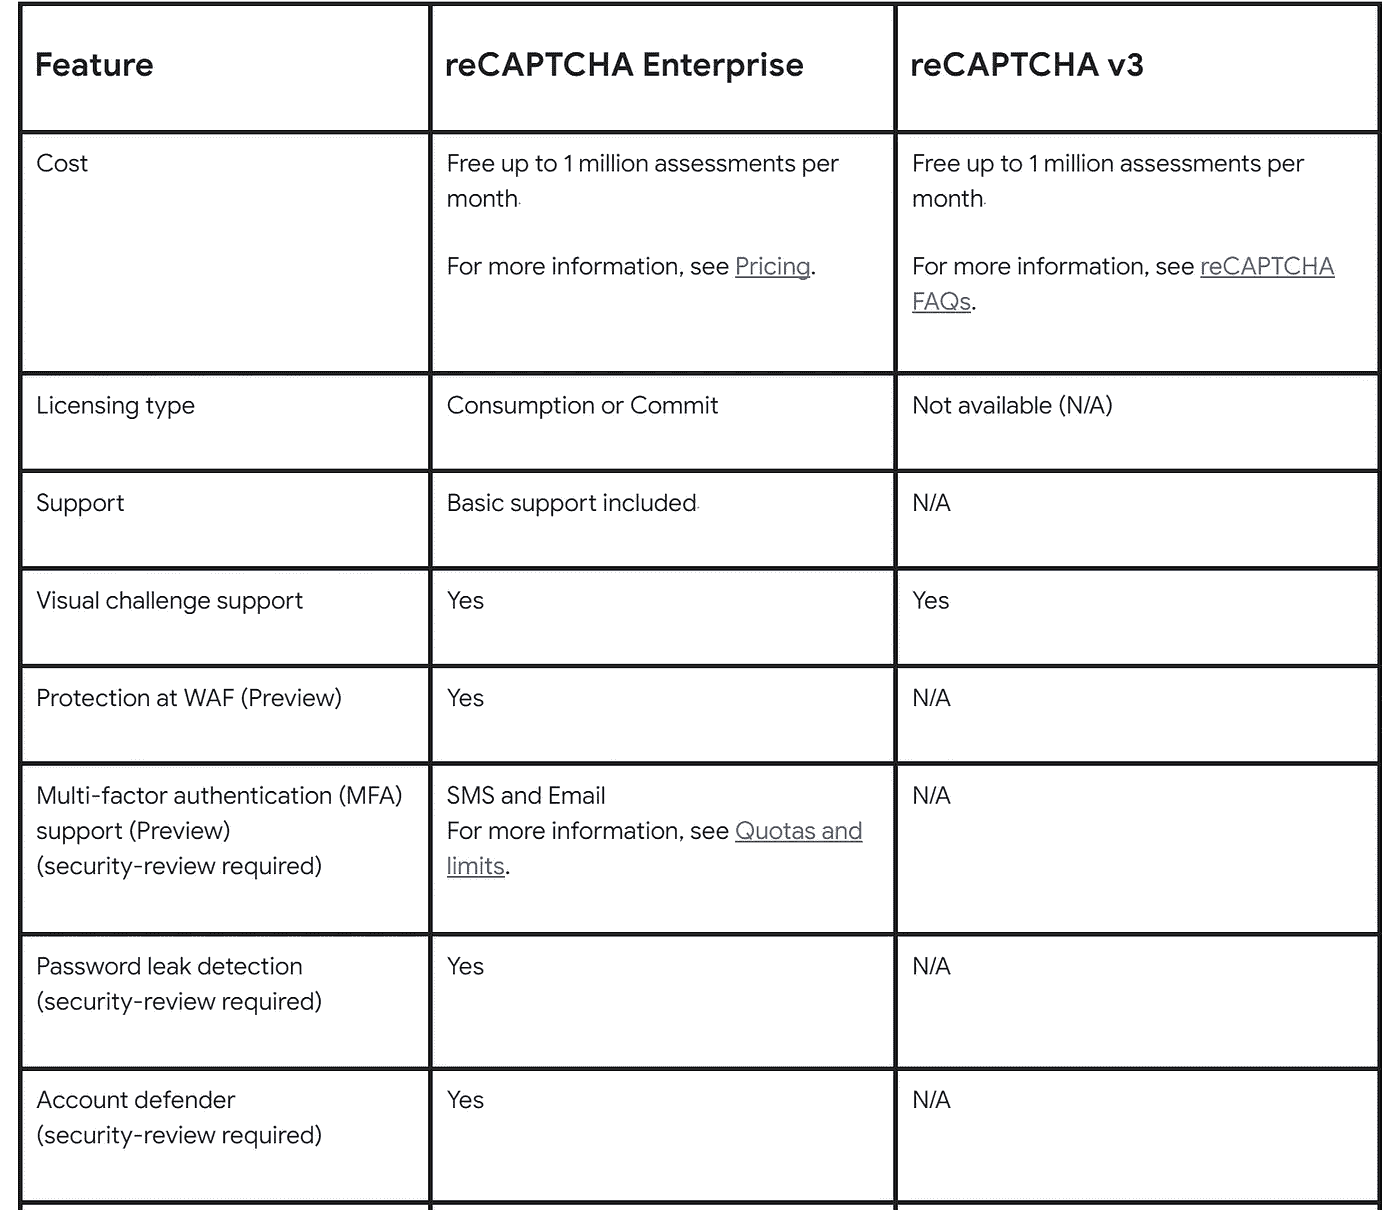 Feature
reCAPTCHA Enterprise
reCAPTCHA v3
Cost
Free up to 1 million assessments per
month.
For more information, see Pricing.
Free up to 1 million assessments per
month.
For more information, see reCAPTCHA
FAQs.
Licensing type
Consumption or Commit
Not available (N/A)
Support
Basic support included
N/A
Visual challenge support
Yes
Yes
Protection at WAF (Preview)
Yes
N/A
Multi-factor authentication (MFA)
support (Preview)
(security-review required)
SMS and Email
For more information, see Quotas and
limits.
N/A
Password leak detection
(security-review required)
Yes
N/A
Account defender
(security-review required)
Yes
N/A